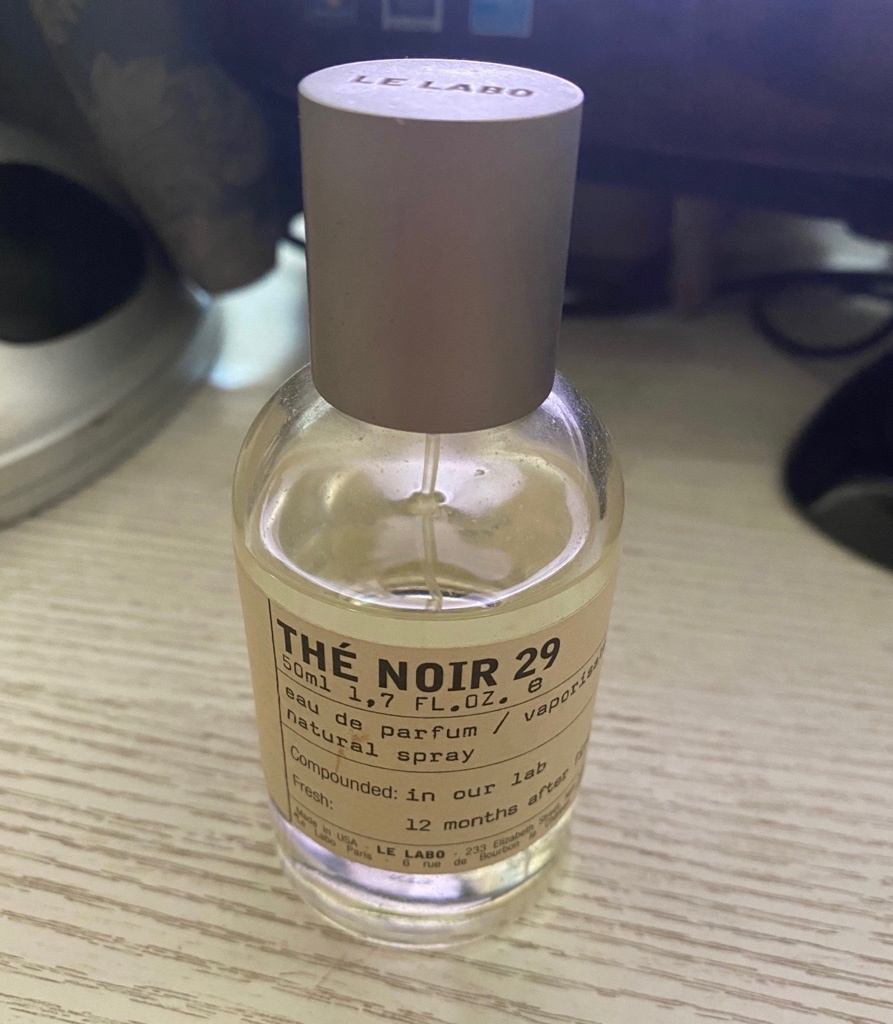 LE LABO
THÉ NOIR 29
50ml 1,7 FL.OZ. e
eau de parfum /
natural spray
Compounded: in our lab
Fresh:
12 months after
Made in USA - LE LABO - 233 Elizabeth
Le Labo Paris - 6 rue de Bourbon le